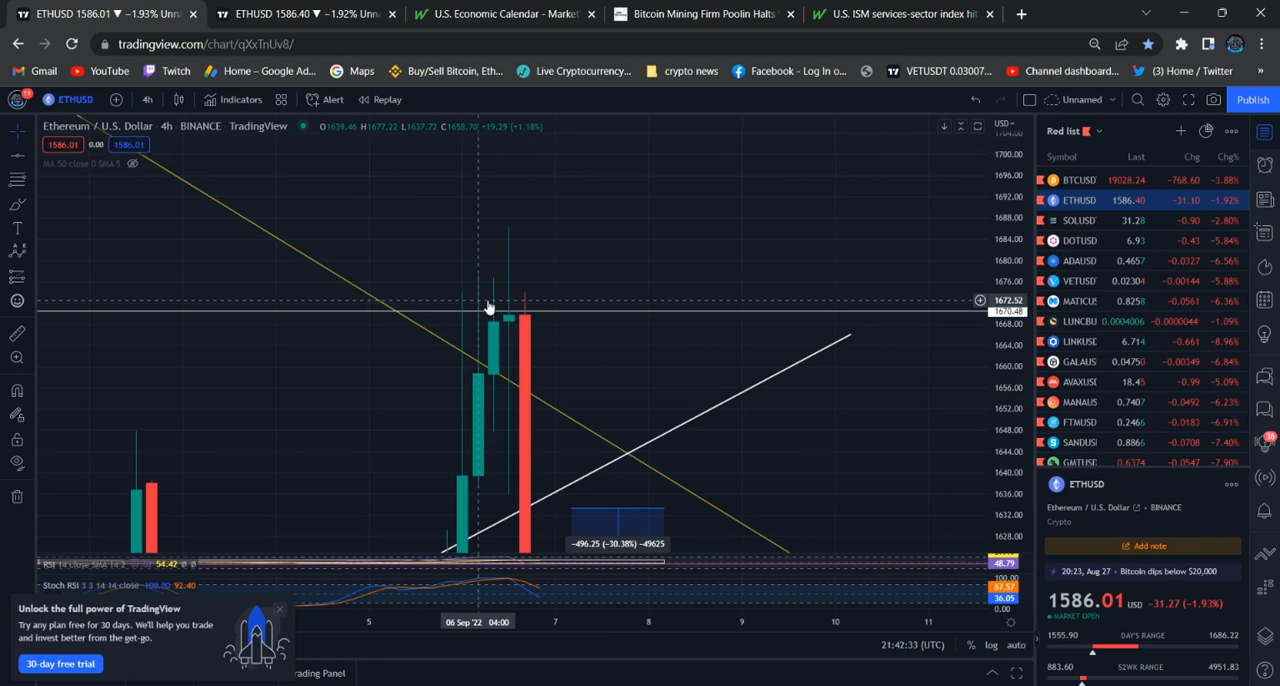 ETHUSD 1586.01 ▼ −1.93% Unna
ETHUSD 1586.40 ▼ −1.92% Unna
U.S. Economic Calendar - Market
Bitcoin Mining Firm Poolin Halts
U.S. ISM services-sector index hit
tradingview.com/chart/qXxTnUv8/
Gmail
YouTube
Twitch
Home – Google Ad...
Maps
Buy/Sell Bitcoin, Eth...
Live Cryptocurrency...
crypto news
Facebook - Log In o...
VETUSDT 0.03007...
Channel dashboard...
(3) Home / Twitter
»
11
ETHUSD
4h
Indicators
Alert
Replay
Unnamed
Publish
Ethereum / U.S. Dollar · 4h · BINANCE · TradingView
O1639.46 H1677.22 L1637.72 C1658.70 +19.29 (+1.18%)
1586.01 0.00 1586.01
MA 50 close 0 SMA 5
USD
1704.00
1700.00
1696.00
1692.00
1688.00
1684.00
1680.00
1676.00
1672.52
1670.48
1668.00
1664.00
1660.00
1656.00
1652.00
1648.00
1644.00
1640.00
1636.00
1632.00
1628.00
−496.25 (−30.38%) −49625
RSI 14 close SMA 14 2
54.42
48.79
Stoch RSI 3 3 14 14 close 100.00 92.40
100.00
67.57
36.05
0.00
5
06 Sep '22 04:00
7
8
9
10
11
Unlock the full power of TradingView
Try any plan free for 30 days. We'll help you trade
and invest better from the get-go.
30-day free trial
rading Panel
21:42:33 (UTC)
% log auto
Red list
Symbol Last Chg Chg%
BTCUSD 19028.24 −768.60 −3.88%
ETHUSD 1586.40 −31.10 −1.92%
SOLUSD 31.28 −0.90 −2.80%
DOTUSD 6.93 −0.43 −5.84%
ADAUSD 0.4657 −0.0327 −6.56%
VETUSD 0.02304 −0.00144 −5.88%
MATICU 0.8258 −0.0561 −6.36%
LUNCBU 0.0004006 −0.0000044 −1.09%
LINKUSD 6.714 −0.661 −8.96%
GALAUS 0.04750 −0.00349 −6.84%
AVAXUSI 18.45 −0.99 −5.09%
MANAUS 0.7407 −0.0492 −6.23%
FTMUSD 0.2466 −0.0183 −6.91%
SANDUSI 0.8866 −0.0708 −7.40%
GMTUSD 0.6374 −0.0547 −7.90%
36
ETHUSD
Ethereum / U.S. Dollar · BINANCE
Crypto
Add note
20:23, Aug 27 · Bitcoin dips below $20,000
1586.01 USD −31.27 (−1.93%)
MARKET OPEN
1555.90 DAY'S RANGE 1686.22
883.60 52WK RANGE 4951.83